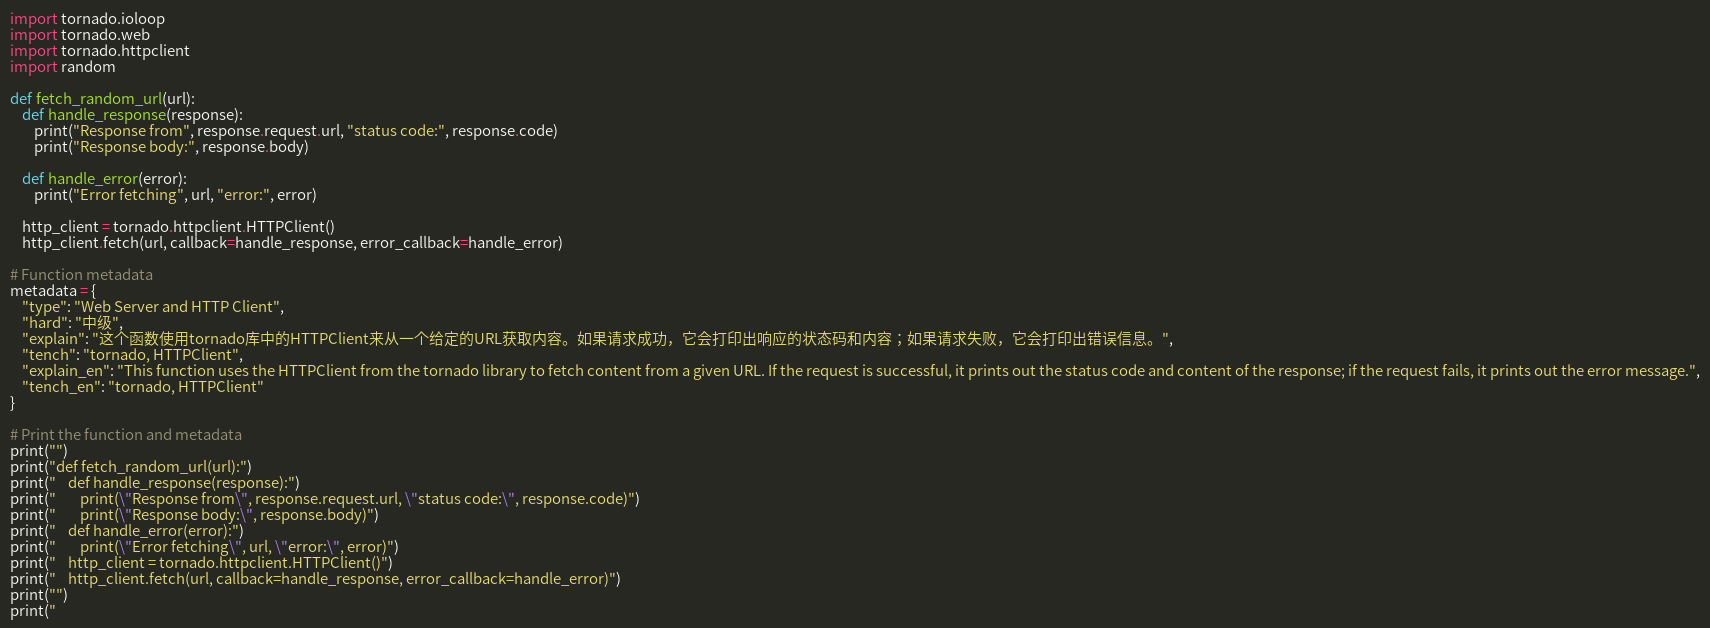 import tornado.ioloop
import tornado.web
import tornado.httpclient
import random

def fetch_random_url(url):
    def handle_response(response):
        print("Response from", response.request.url, "status code:", response.code)
        print("Response body:", response.body)

    def handle_error(error):
        print("Error fetching", url, "error:", error)

    http_client = tornado.httpclient.HTTPClient()
    http_client.fetch(url, callback=handle_response, error_callback=handle_error)

# Function metadata
metadata = {
    "type": "Web Server and HTTP Client",
    "hard": "中级",
    "explain": "这个函数使用tornado库中的HTTPClient来从一个给定的URL获取内容。如果请求成功，它会打印出响应的状态码和内容；如果请求失败，它会打印出错误信息。",
    "tench": "tornado, HTTPClient",
    "explain_en": "This function uses the HTTPClient from the tornado library to fetch content from a given URL. If the request is successful, it prints out the status code and content of the response; if the request fails, it prints out the error message.",
    "tench_en": "tornado, HTTPClient"
}

# Print the function and metadata
print("")
print("def fetch_random_url(url):")
print("    def handle_response(response):")
print("        print(\"Response from\", response.request.url, \"status code:\", response.code)")
print("        print(\"Response body:\", response.body)")
print("    def handle_error(error):")
print("        print(\"Error fetching\", url, \"error:\", error)")
print("    http_client = tornado.httpclient.HTTPClient()")
print("    http_client.fetch(url, callback=handle_response, error_callback=handle_error)")
print("")
print("